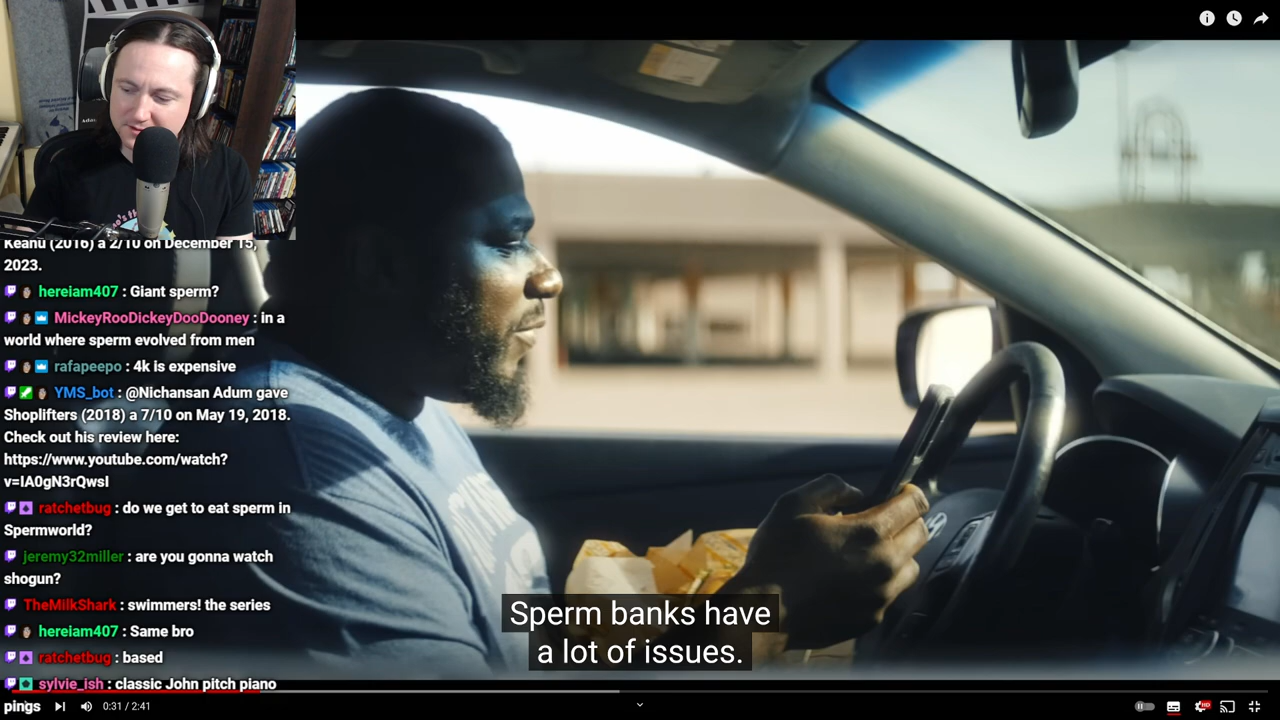 Keanu (2016) a 2/10 on December 15,
2023.
hereiam407 : Giant sperm?
MickeyRooDickeyDooDooney : in a
world where sperm evolved from men
rafapeepo : 4k is expensive
YMS_bot : @Nichansan Adum gave
Shoplifters (2018) a 7/10 on May 19, 2018.
Check out his review here:
https://www.youtube.com/watch?
v=IA0gN3rQwsI
ratchetbug : do we get to eat sperm in
Spermworld?
jeremy32miller : are you gonna watch
shogun?
TheMilkShark : swimmers! the series
hereiam407 : Same bro
ratchetbug : based
sylvie_ish : classic John pitch piano
pings
Sperm banks have
a lot of issues.
0:31 / 2:41
HD